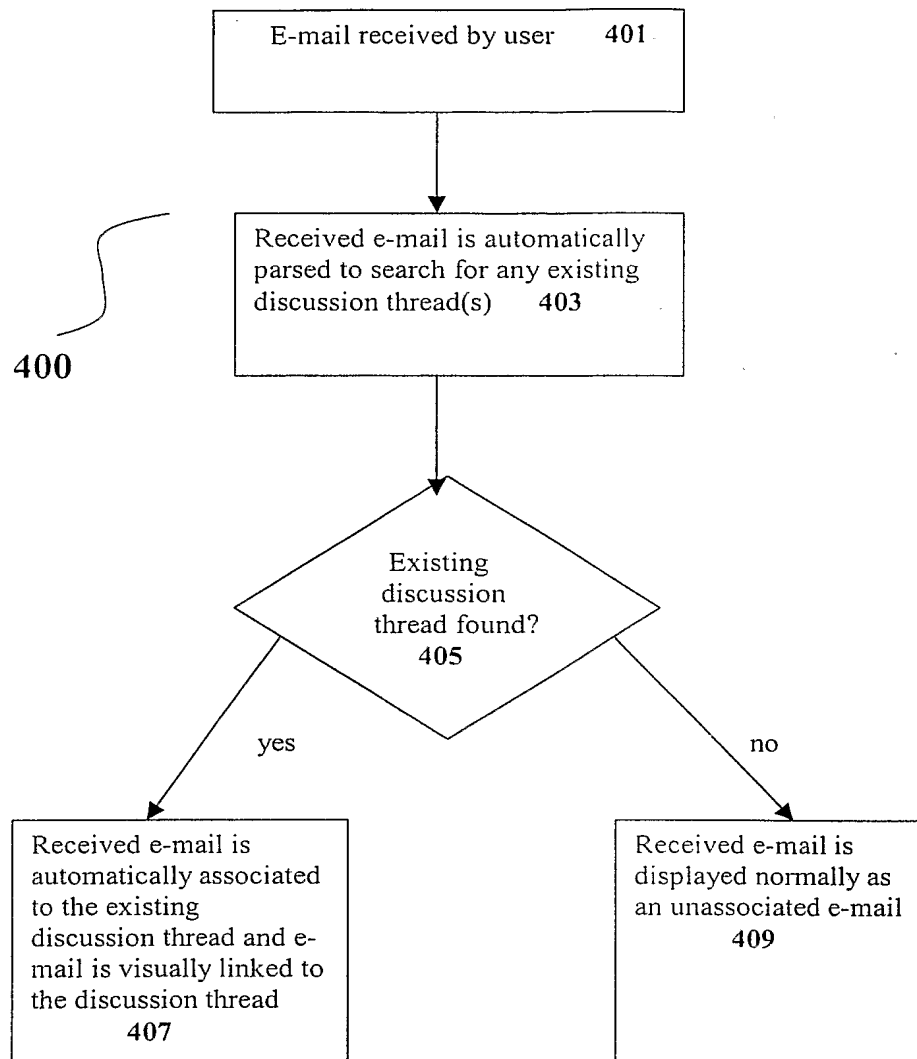 E-mail received by user 401
Received e-mail is automatically
parsed to search for any existing
discussion thread(s) 403
400
Existing
discussion
thread found?
405
yes
no
Received e-mail is
automatically associated
to the existing
discussion thread and e-
mail is visually linked to
the discussion thread
407
Received e-mail is
displayed normally as
an unassociated e-mail
409